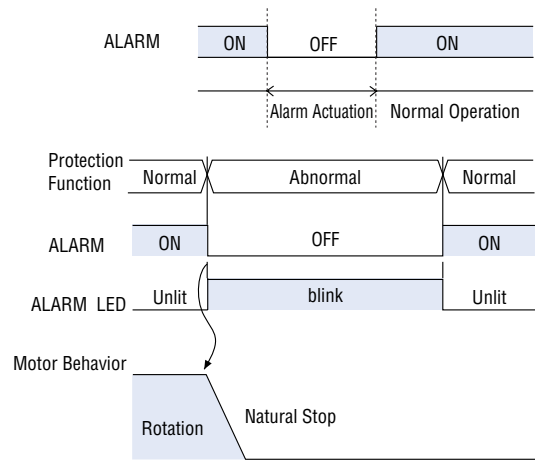 ALARM ON OFF ON
Alarm Actuation Normal Operation
Protection
Function Normal Abnormal Normal
ALARM ON OFF ON
ALARM LED Unlit blink Unlit
Motor Behavior
Rotation Natural Stop